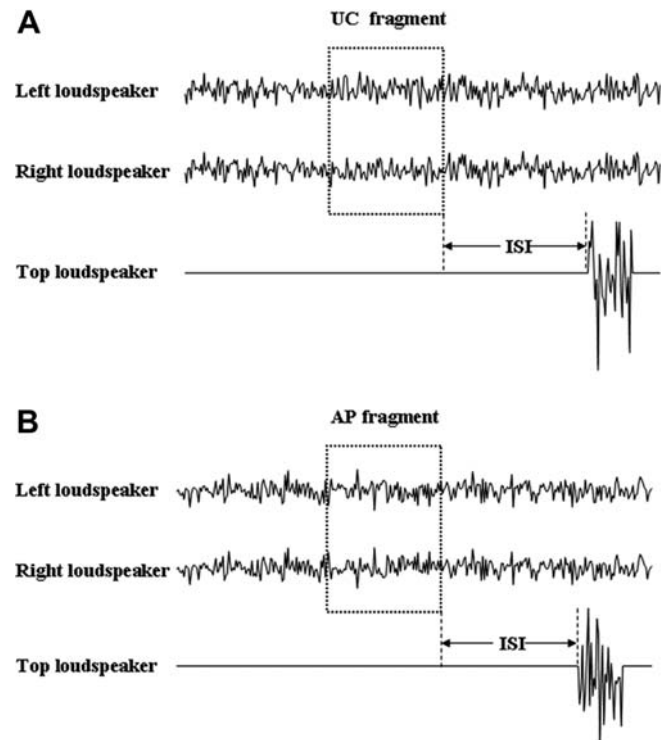 A
UC fragment
Left loudspeaker
Right loudspeaker
ISI
Top loudspeaker
B
AP fragment
Left loudspeaker
Right loudspeaker
ISI
Top loudspeaker